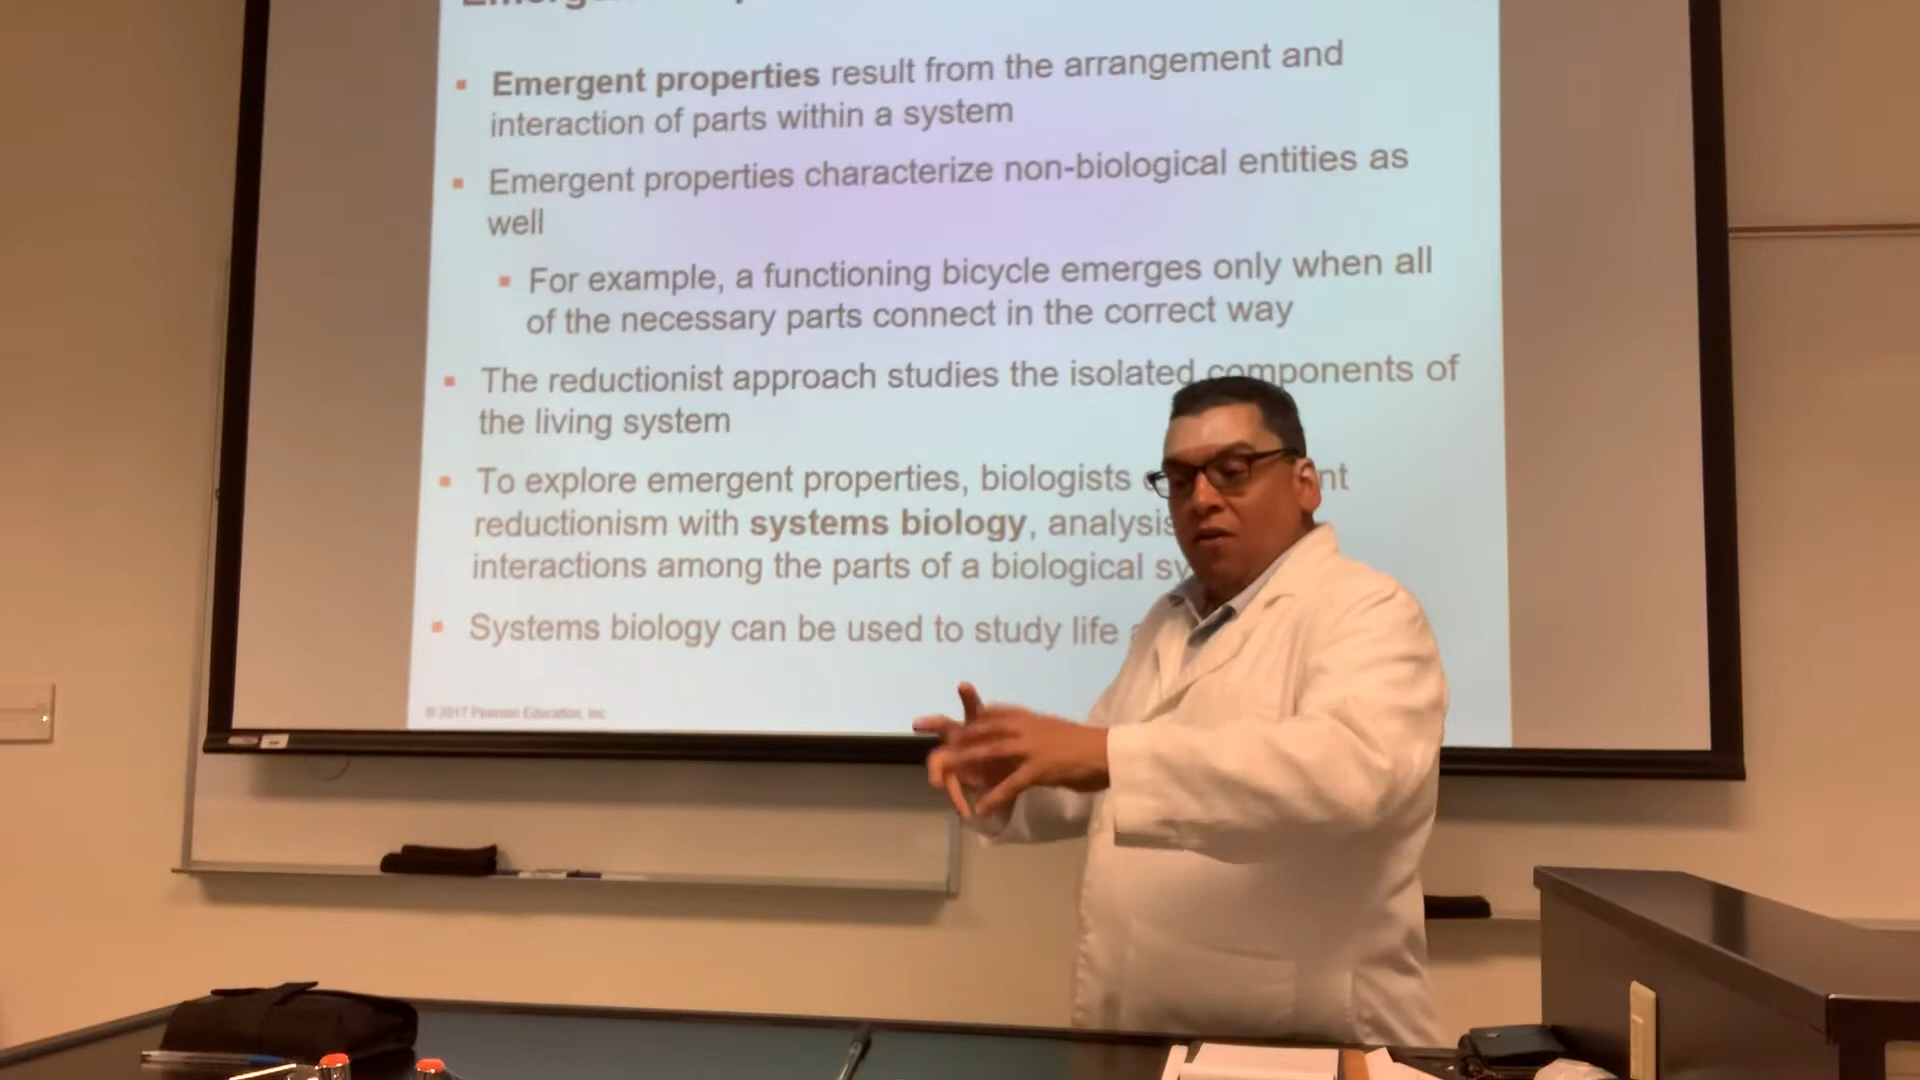 Emergent properties result from the arrangement and
interaction of parts within a system
Emergent properties characterize non-biological entities as
well
For example, a functioning bicycle emerges only when all
of the necessary parts connect in the correct way
The reductionist approach studies the isolated components of
the living system
To explore emergent properties, biologists
reductionism with systems biology, analysis
interactions among the parts of a biological
Systems biology can be used to study life
© 2017 Pearson Education, Inc.